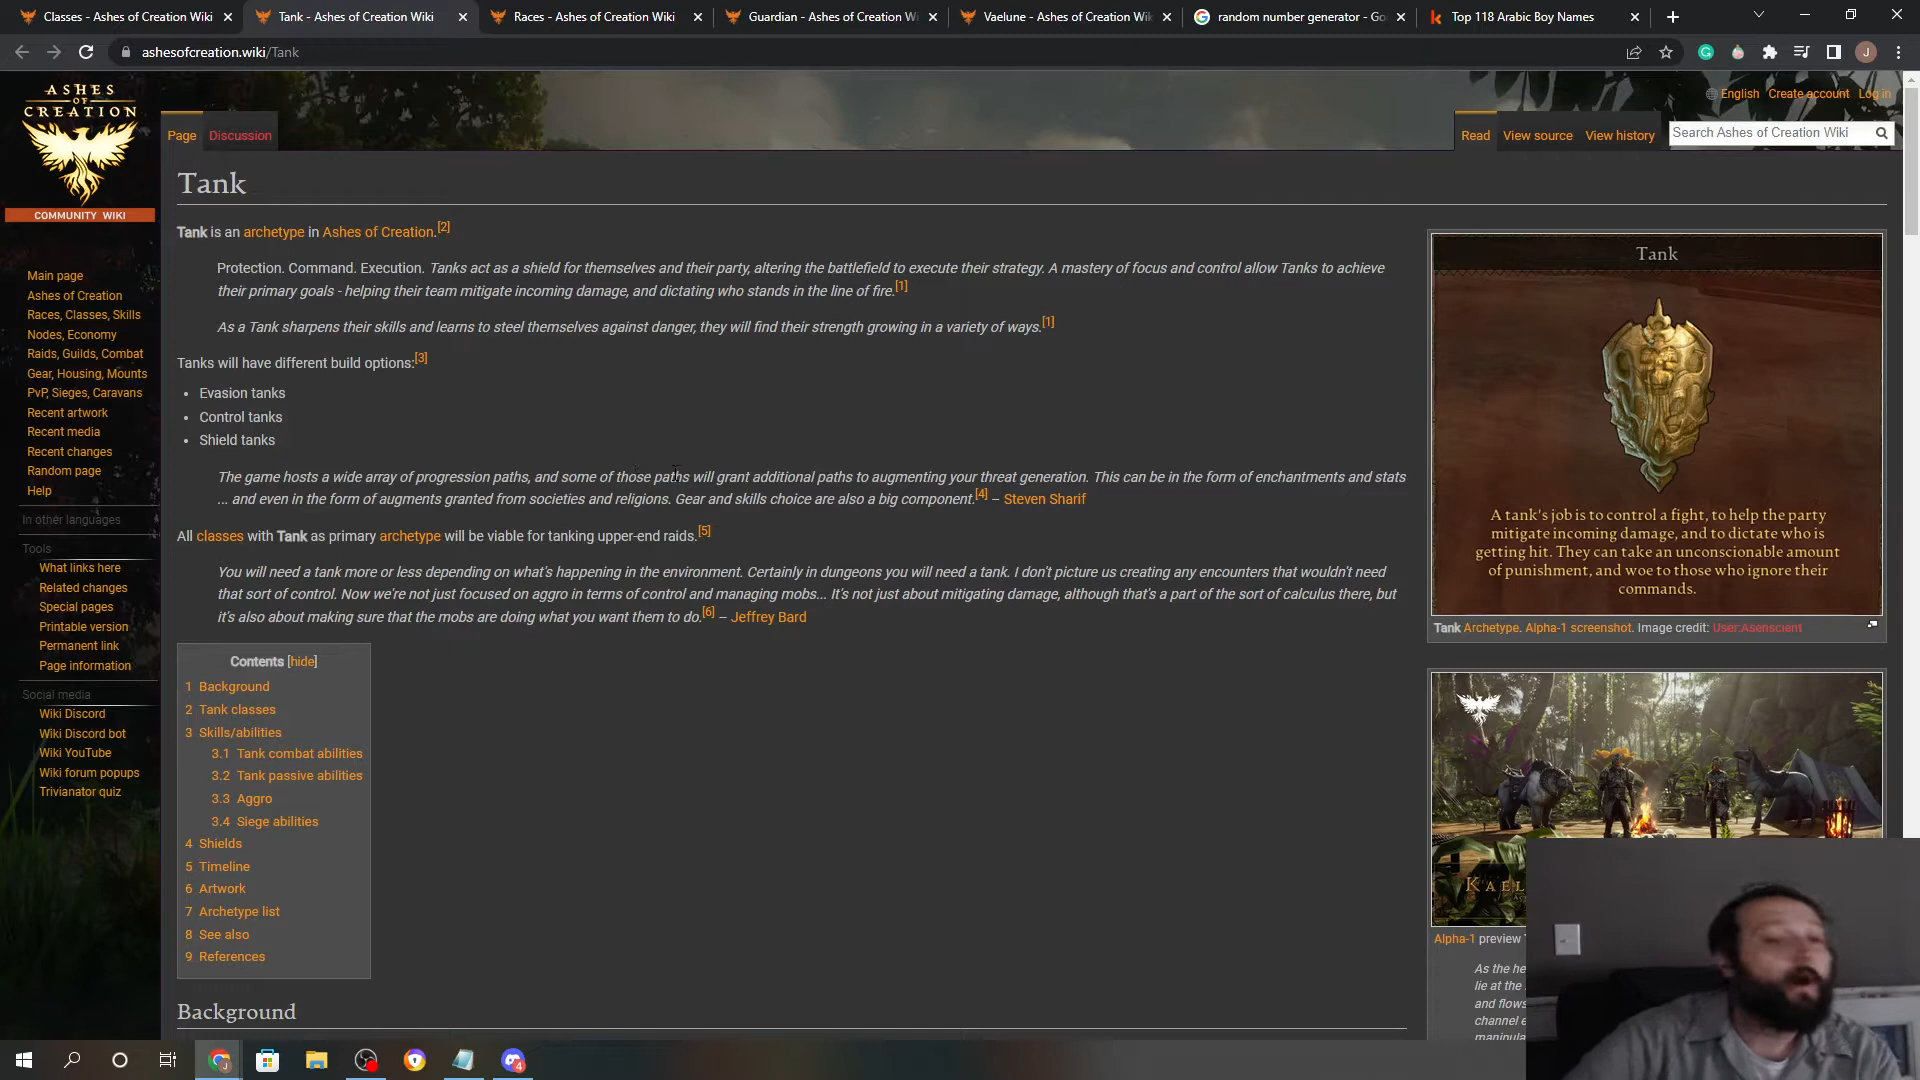 Classes - Ashes of Creation Wiki
Tank - Ashes of Creation Wiki
Races - Ashes of Creation Wiki
Guardian - Ashes of Creation Wi
Vaelune - Ashes of Creation Wik
random number generator - Go
Top 118 Arabic Boy Names
ashesofcreation.wiki/Tank
J
ASHES
OF
CREATION
COMMUNITY WIKI
English Create account Log in
Page Discussion
Read View source View history
Search Ashes of Creation Wiki
Main page
Ashes of Creation
Races, Classes, Skills
Nodes, Economy
Raids, Guilds, Combat
Gear, Housing, Mounts
PvP, Sieges, Caravans
Recent artwork
Recent media
Recent changes
Random page
Help
In other languages
Tools
What links here
Related changes
Special pages
Printable version
Permanent link
Page information
Social media
Wiki Discord
Wiki Discord bot
Wiki YouTube
Wiki forum popups
Trivianator quiz
Tank
Tank is an archetype in Ashes of Creation.[2]
Protection. Command. Execution. Tanks act as a shield for themselves and their party, altering the battlefield to execute their strategy. A mastery of focus and control allow Tanks to achieve
their primary goals - helping their team mitigate incoming damage, and dictating who stands in the line of fire.[1]
As a Tank sharpens their skills and learns to steel themselves against danger, they will find their strength growing in a variety of ways.[1]
Tanks will have different build options:[3]
• Evasion tanks
• Control tanks
• Shield tanks
The game hosts a wide array of progression paths, and some of those paths will grant additional paths to augmenting your threat generation. This can be in the form of enchantments and stats
... and even in the form of augments granted from societies and religions. Gear and skills choice are also a big component.[4] – Steven Sharif
All classes with Tank as primary archetype will be viable for tanking upper-end raids.[5]
You will need a tank more or less depending on what's happening in the environment. Certainly in dungeons you will need a tank. I don't picture us creating any encounters that wouldn't need
that sort of control. Now we're not just focused on aggro in terms of control and managing mobs... It's not just about mitigating damage, although that's a part of the sort of calculus there, but
it's also about making sure that the mobs are doing what you want them to do.[6] – Jeffrey Bard
Contents [hide]
1 Background
2 Tank classes
3 Skills/abilities
3.1 Tank combat abilities
3.2 Tank passive abilities
3.3 Aggro
3.4 Siege abilities
4 Shields
5 Timeline
6 Artwork
7 Archetype list
8 See also
9 References
Background
Tank
A tank's job is to control a fight, to help the party
mitigate incoming damage, and to dictate who is
getting hit. They can take an unconscionable amount
of punishment, and woe to those who ignore their
commands.
Tank Archetype. Alpha-1 screenshot. Image credit: User:Asenscient
KAEL
Alpha-1 preview
As the he
lie at the
and flows
channel e
manipula
4